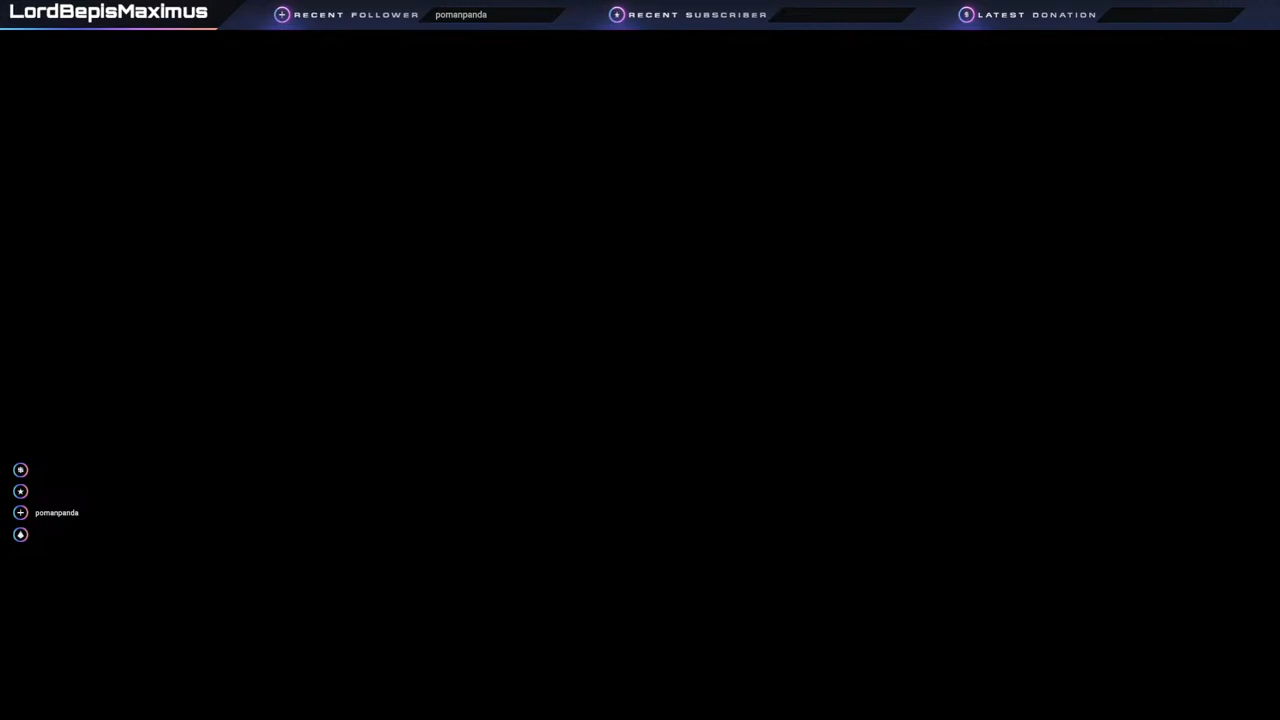 LordBepisMaximus
RECENT FOLLOWER pomanpanda
RECENT SUBSCRIBER
LATEST DONATION
pomanpanda